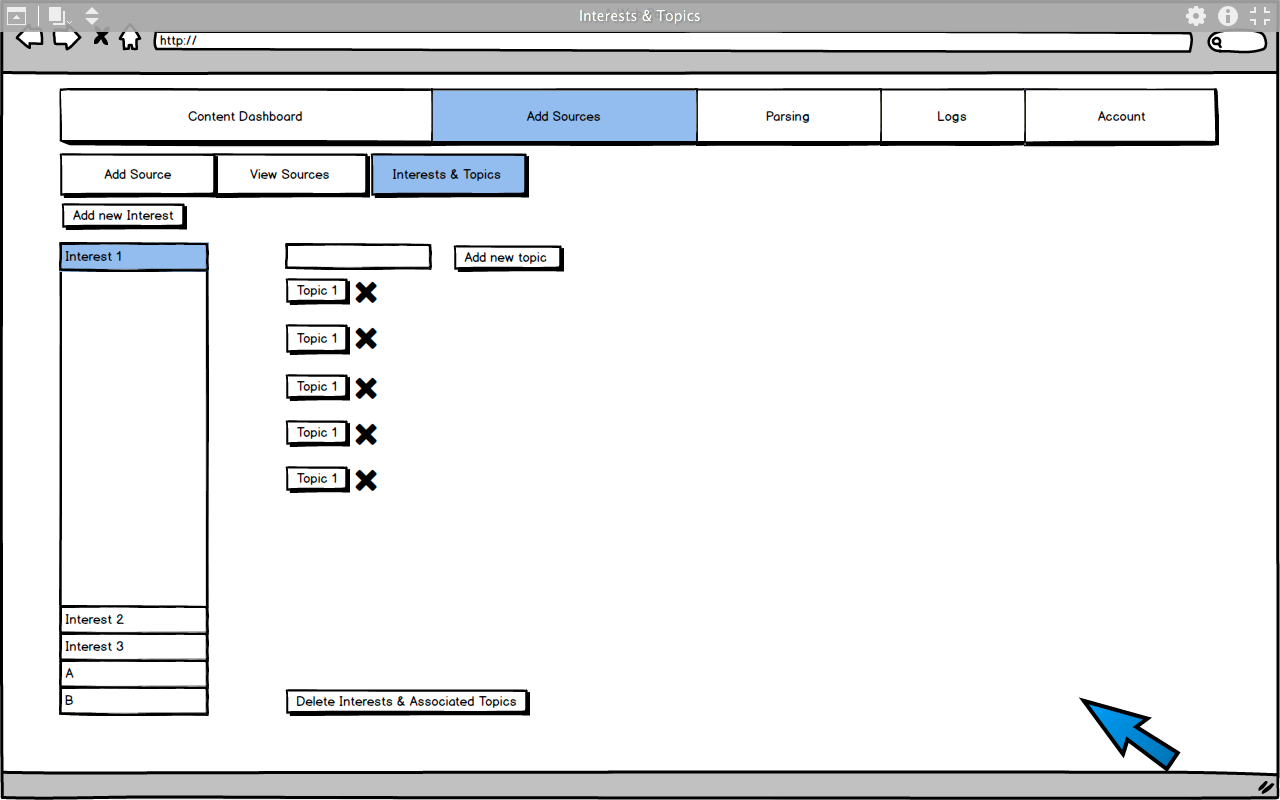 Interests & Topics
http://
Content Dashboard
Add Sources
Parsing
Logs
Account
Add Source
View Sources
Interests & Topics
Add new Interest
Interest 1
Add new topic
Topic 1
Topic 1
Topic 1
Topic 1
Topic 1
Interest 2
Interest 3
A
B
Delete Interests & Associated Topics